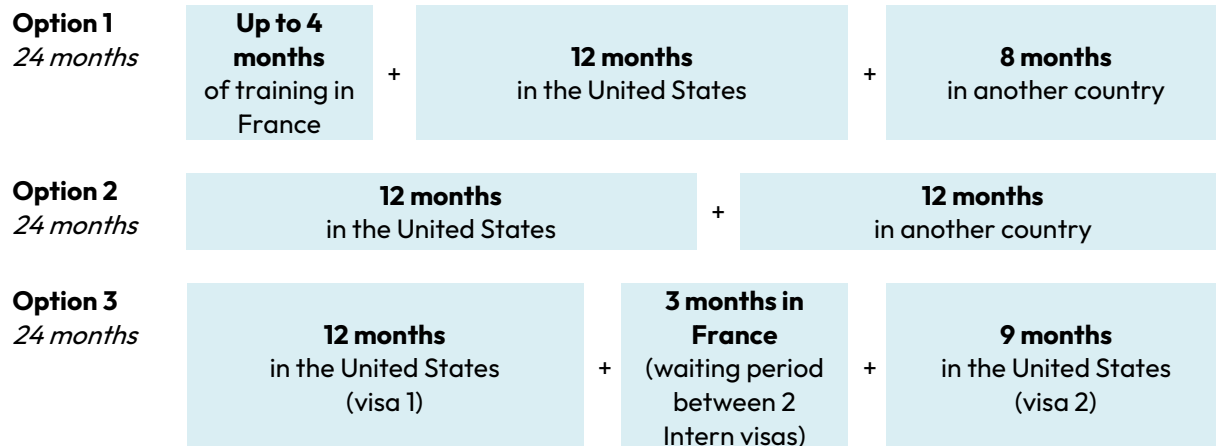 Option 1
24 months
Up to 4
months
of training in
France
+
12 months
in the United States
+
8 months
in another country
Option 2
24 months
12 months
in the United States
+
12 months
in another country
Option 3
24 months
12 months
in the United States
(visa 1)
+
3 months in
France
(waiting period
between 2
Intern visas)
+
9 months
in the United States
(visa 2)